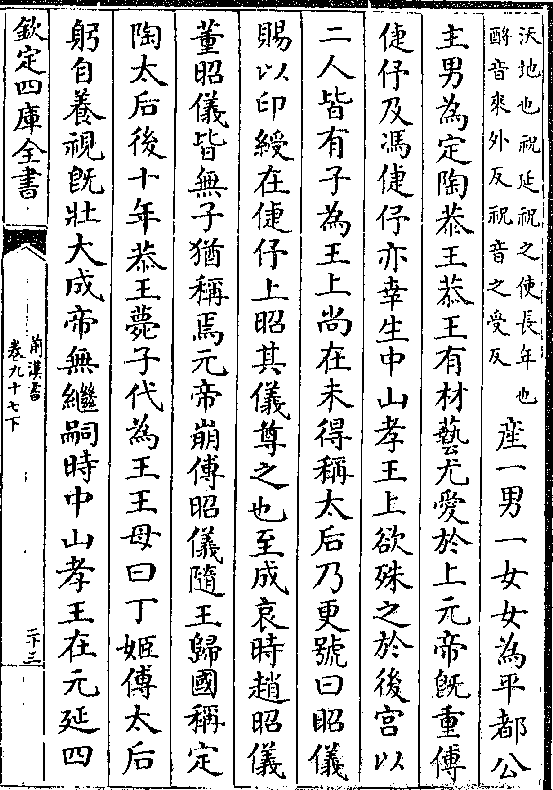 沃地也祝延祝之使長年也
酹音來外反祝音之受反
産一男一女女為平都公
主男為定陶恭王恭王有材藝尤愛於上元帝既重傅
倢伃及馮倢伃亦幸生中山孝王上欲殊之於後宫以
二人皆有子為王上尚在未得稱太后乃更號曰昭儀
賜以印綬在倢伃上昭其儀尊之也至成哀時趙昭儀
董昭儀皆無子猶稱焉元帝崩傅昭儀隨王歸國稱定
陶太后後十年恭王薨子代為王王母曰丁姬傅太后
躬自養視既壯大成帝無繼嗣時中山孝王在元延四
欽定四庫全書
前漢書
卷九十七下
二十三